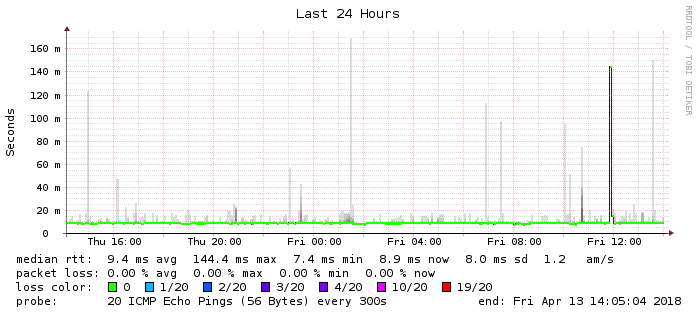 Last 24 Hours
RRDTOOL / TOBI OETIKER
Seconds
160 m
140 m
120 m
100 m
80 m
60 m
40 m
20 m
0
Thu 16:00 Thu 20:00 Fri 00:00 Fri 04:00 Fri 08:00 Fri 12:00
median rtt: 9.4 ms avg 144.4 ms max 7.4 ms min 8.9 ms now 8.0 ms sd 1.2 am/s
packet loss: 0.00 % avg 0.00 % max 0.00 % min 0.00 % now
loss color: 0 1/20 2/20 3/20 4/20 10/20 19/20
probe: 20 ICMP Echo Pings (56 Bytes) every 300s end: Fri Apr 13 14:05:04 2018